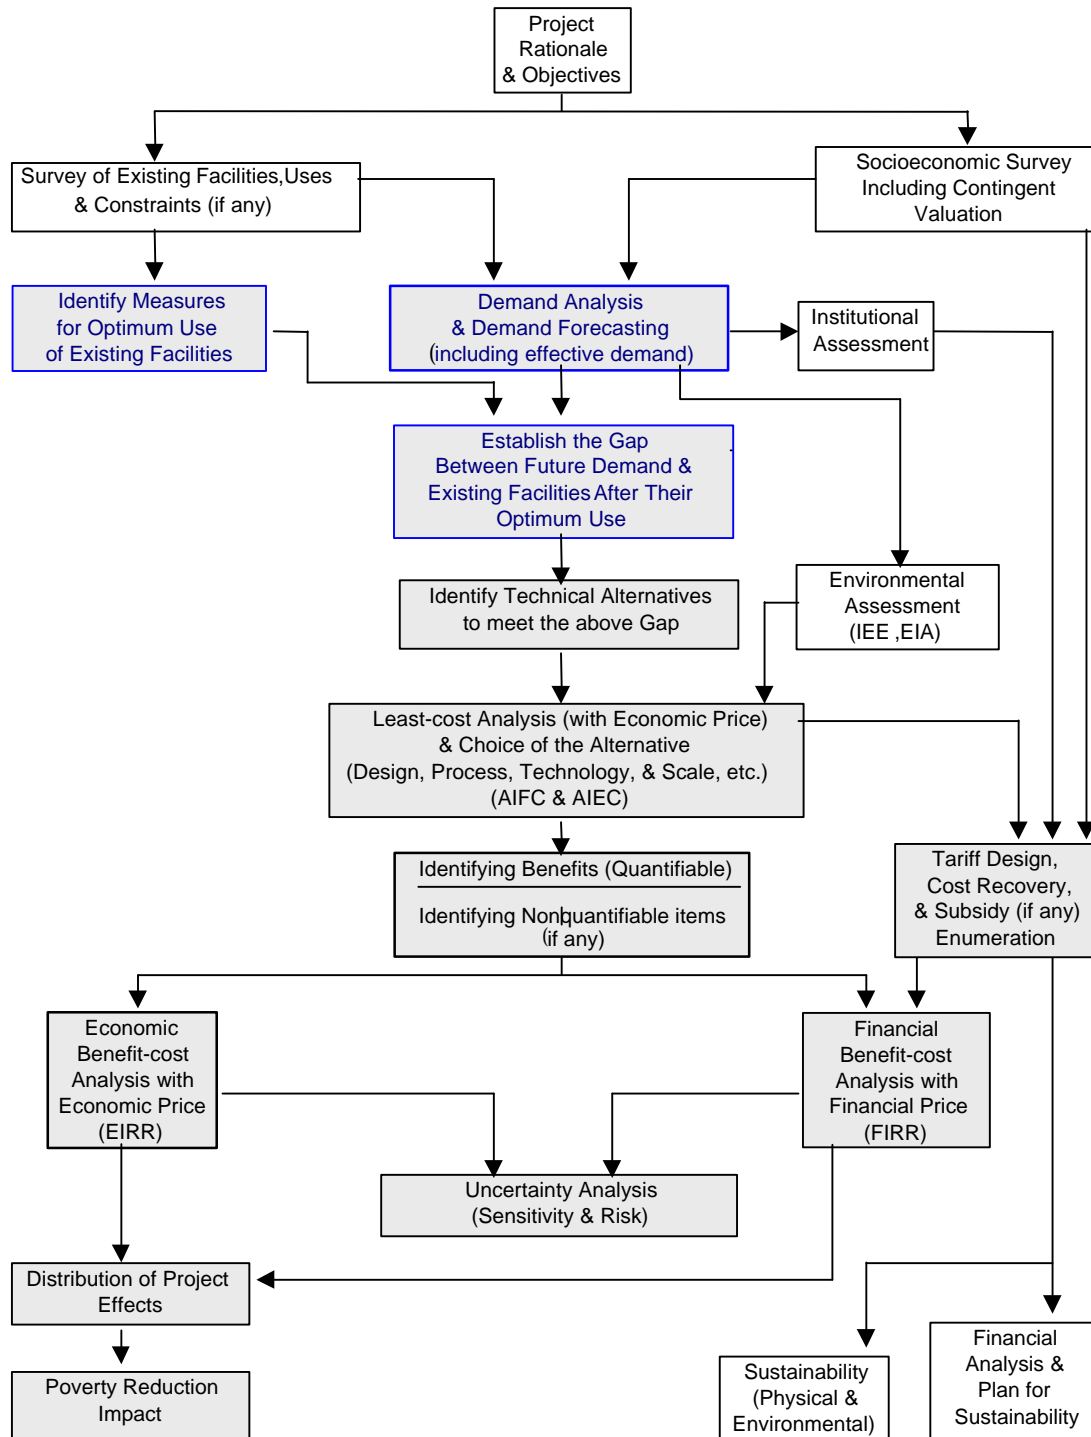 Project
Rationale
& Objectives
Survey of Existing Facilities,Uses
& Constraints (if any)
Socioeconomic Survey
Including Contingent
Valuation
Identify Measures
for Optimum Use
of Existing Facilities
Demand Analysis
& Demand Forecasting
(including effective demand)
Institutional
Assessment
Establish the Gap
Between Future Demand &
Existing Facilities After Their
Optimum Use
Identify Technical Alternatives
to meet the above Gap
Environmental
Assessment
(IEE ,EIA)
Least-cost Analysis (with Economic Price)
& Choice of the Alternative
(Design, Process, Technology, & Scale, etc.)
(AIFC & AIEC)
Identifying Benefits (Quantifiable)
Identifying Nonquantifiable items
(if any)
Tariff Design,
Cost Recovery,
& Subsidy (if any)
Enumeration
Economic
Benefit-cost
Analysis with
Economic Price
(EIRR)
Financial
Benefit-cost
Analysis with
Financial Price
(FIRR)
Uncertainty Analysis
(Sensitivity & Risk)
Distribution of Project
Effects
Poverty Reduction
Impact
Sustainability
(Physical &
Environmental)
Financial
Analysis &
Plan for
Sustainability